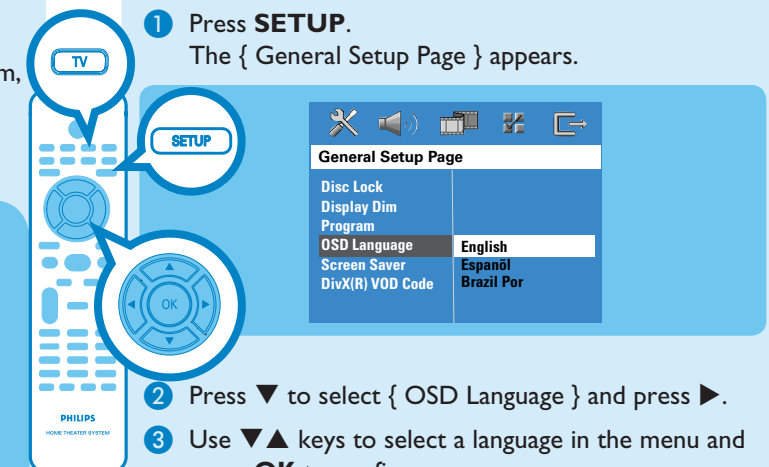 m,
TV
1 Press SETUP.
The { General Setup Page } appears.
SETUP
General Setup Page
Disc Lock
Display Dim
Program
OSD Language English
Screen Saver Espanõl
DivX(R) VOD Code Brazil Por
OK
PHILIPS
HOME THEATER SYSTEM
2 Press ▼ to select { OSD Language } and press ▶.
3 Use ▼▲ keys to select a language in the menu and
OK